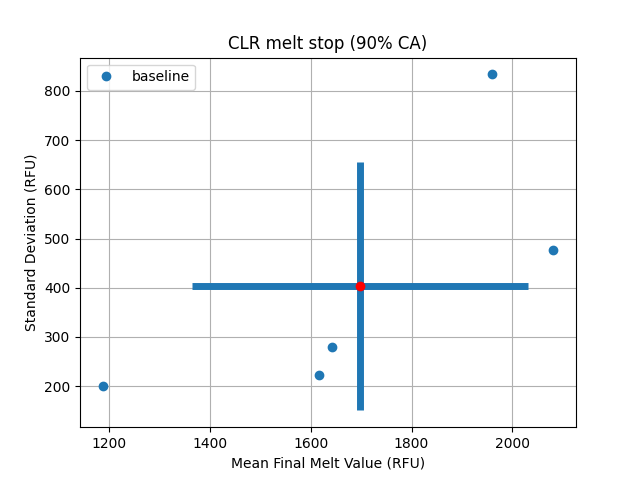 CLR melt stop (90% CA)
baseline
800
700
600
500
400
300
200
Standard Deviation (RFU)
1200 1400 1600 1800 2000
Mean Final Melt Value (RFU)